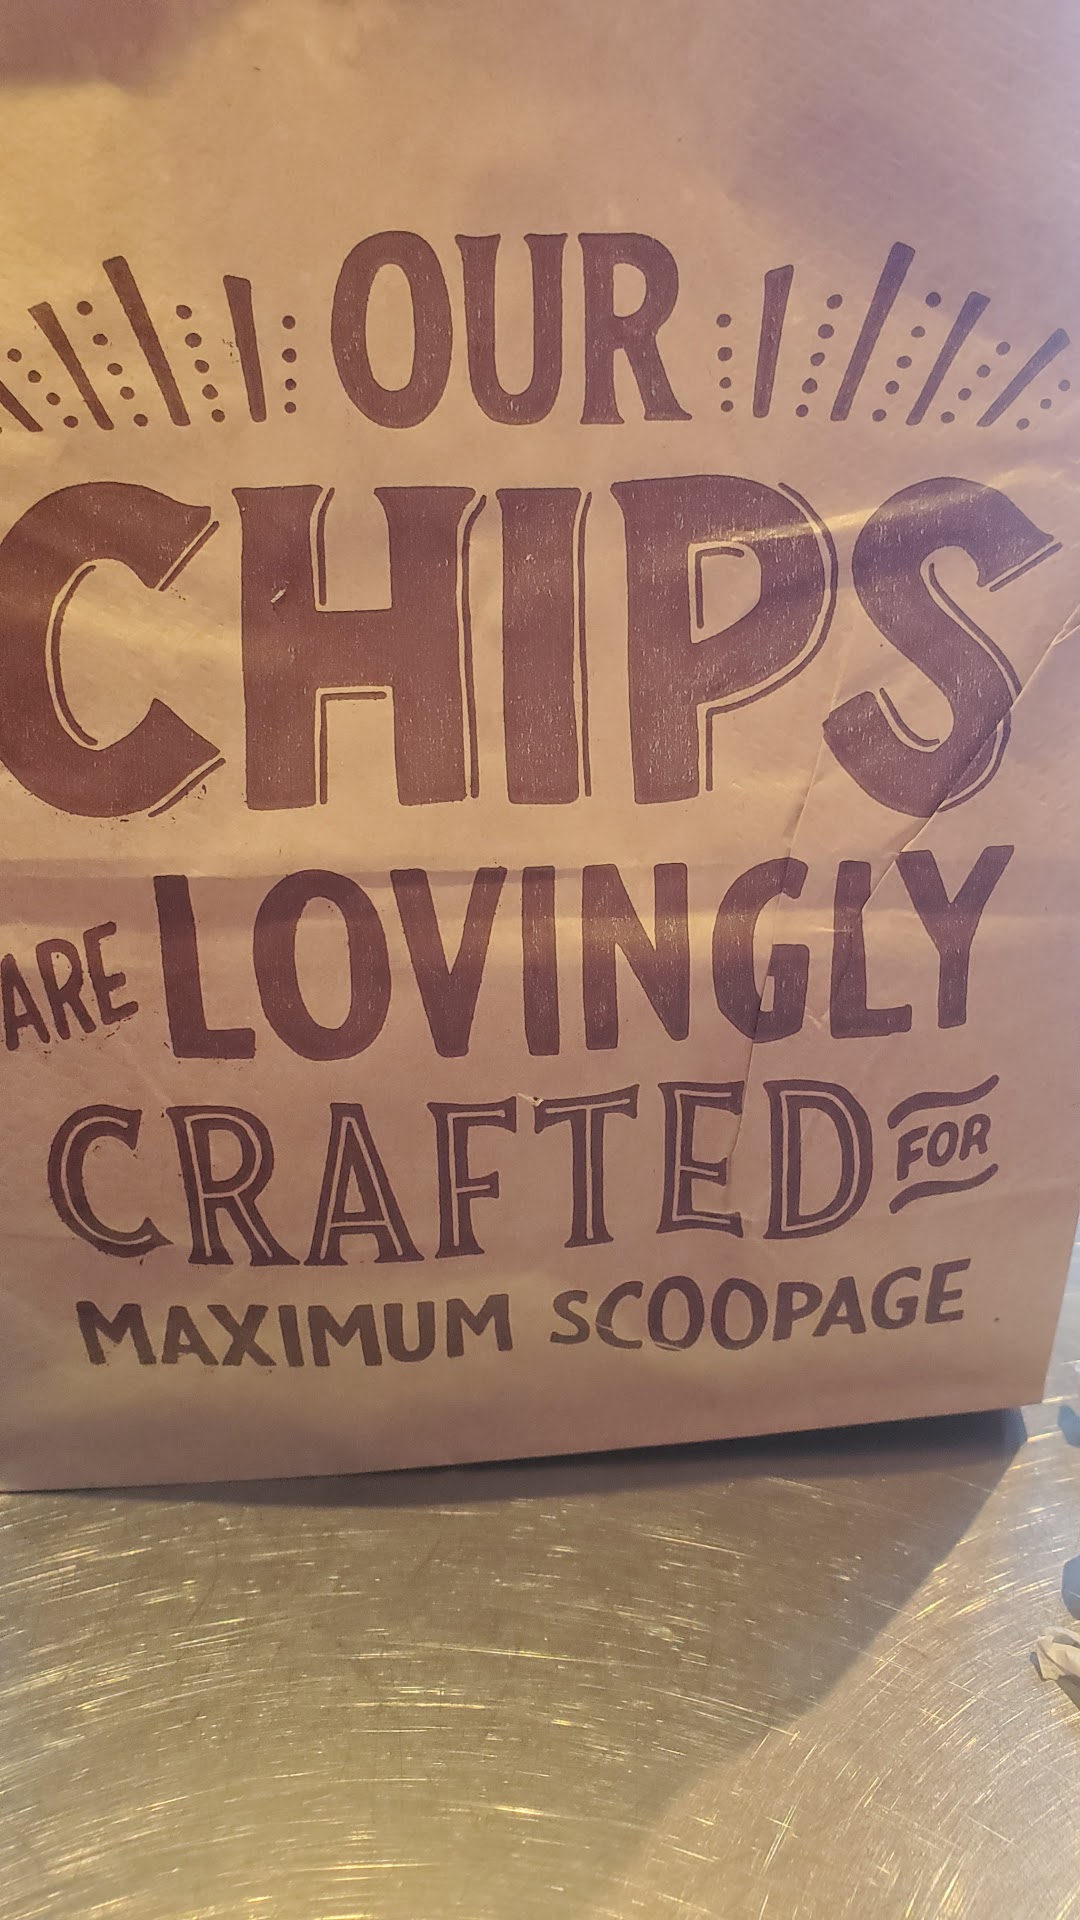 OUR
CHIPS
ARE LOVINGLY
CRAFTED FOR
MAXIMUM SCOOPAGE